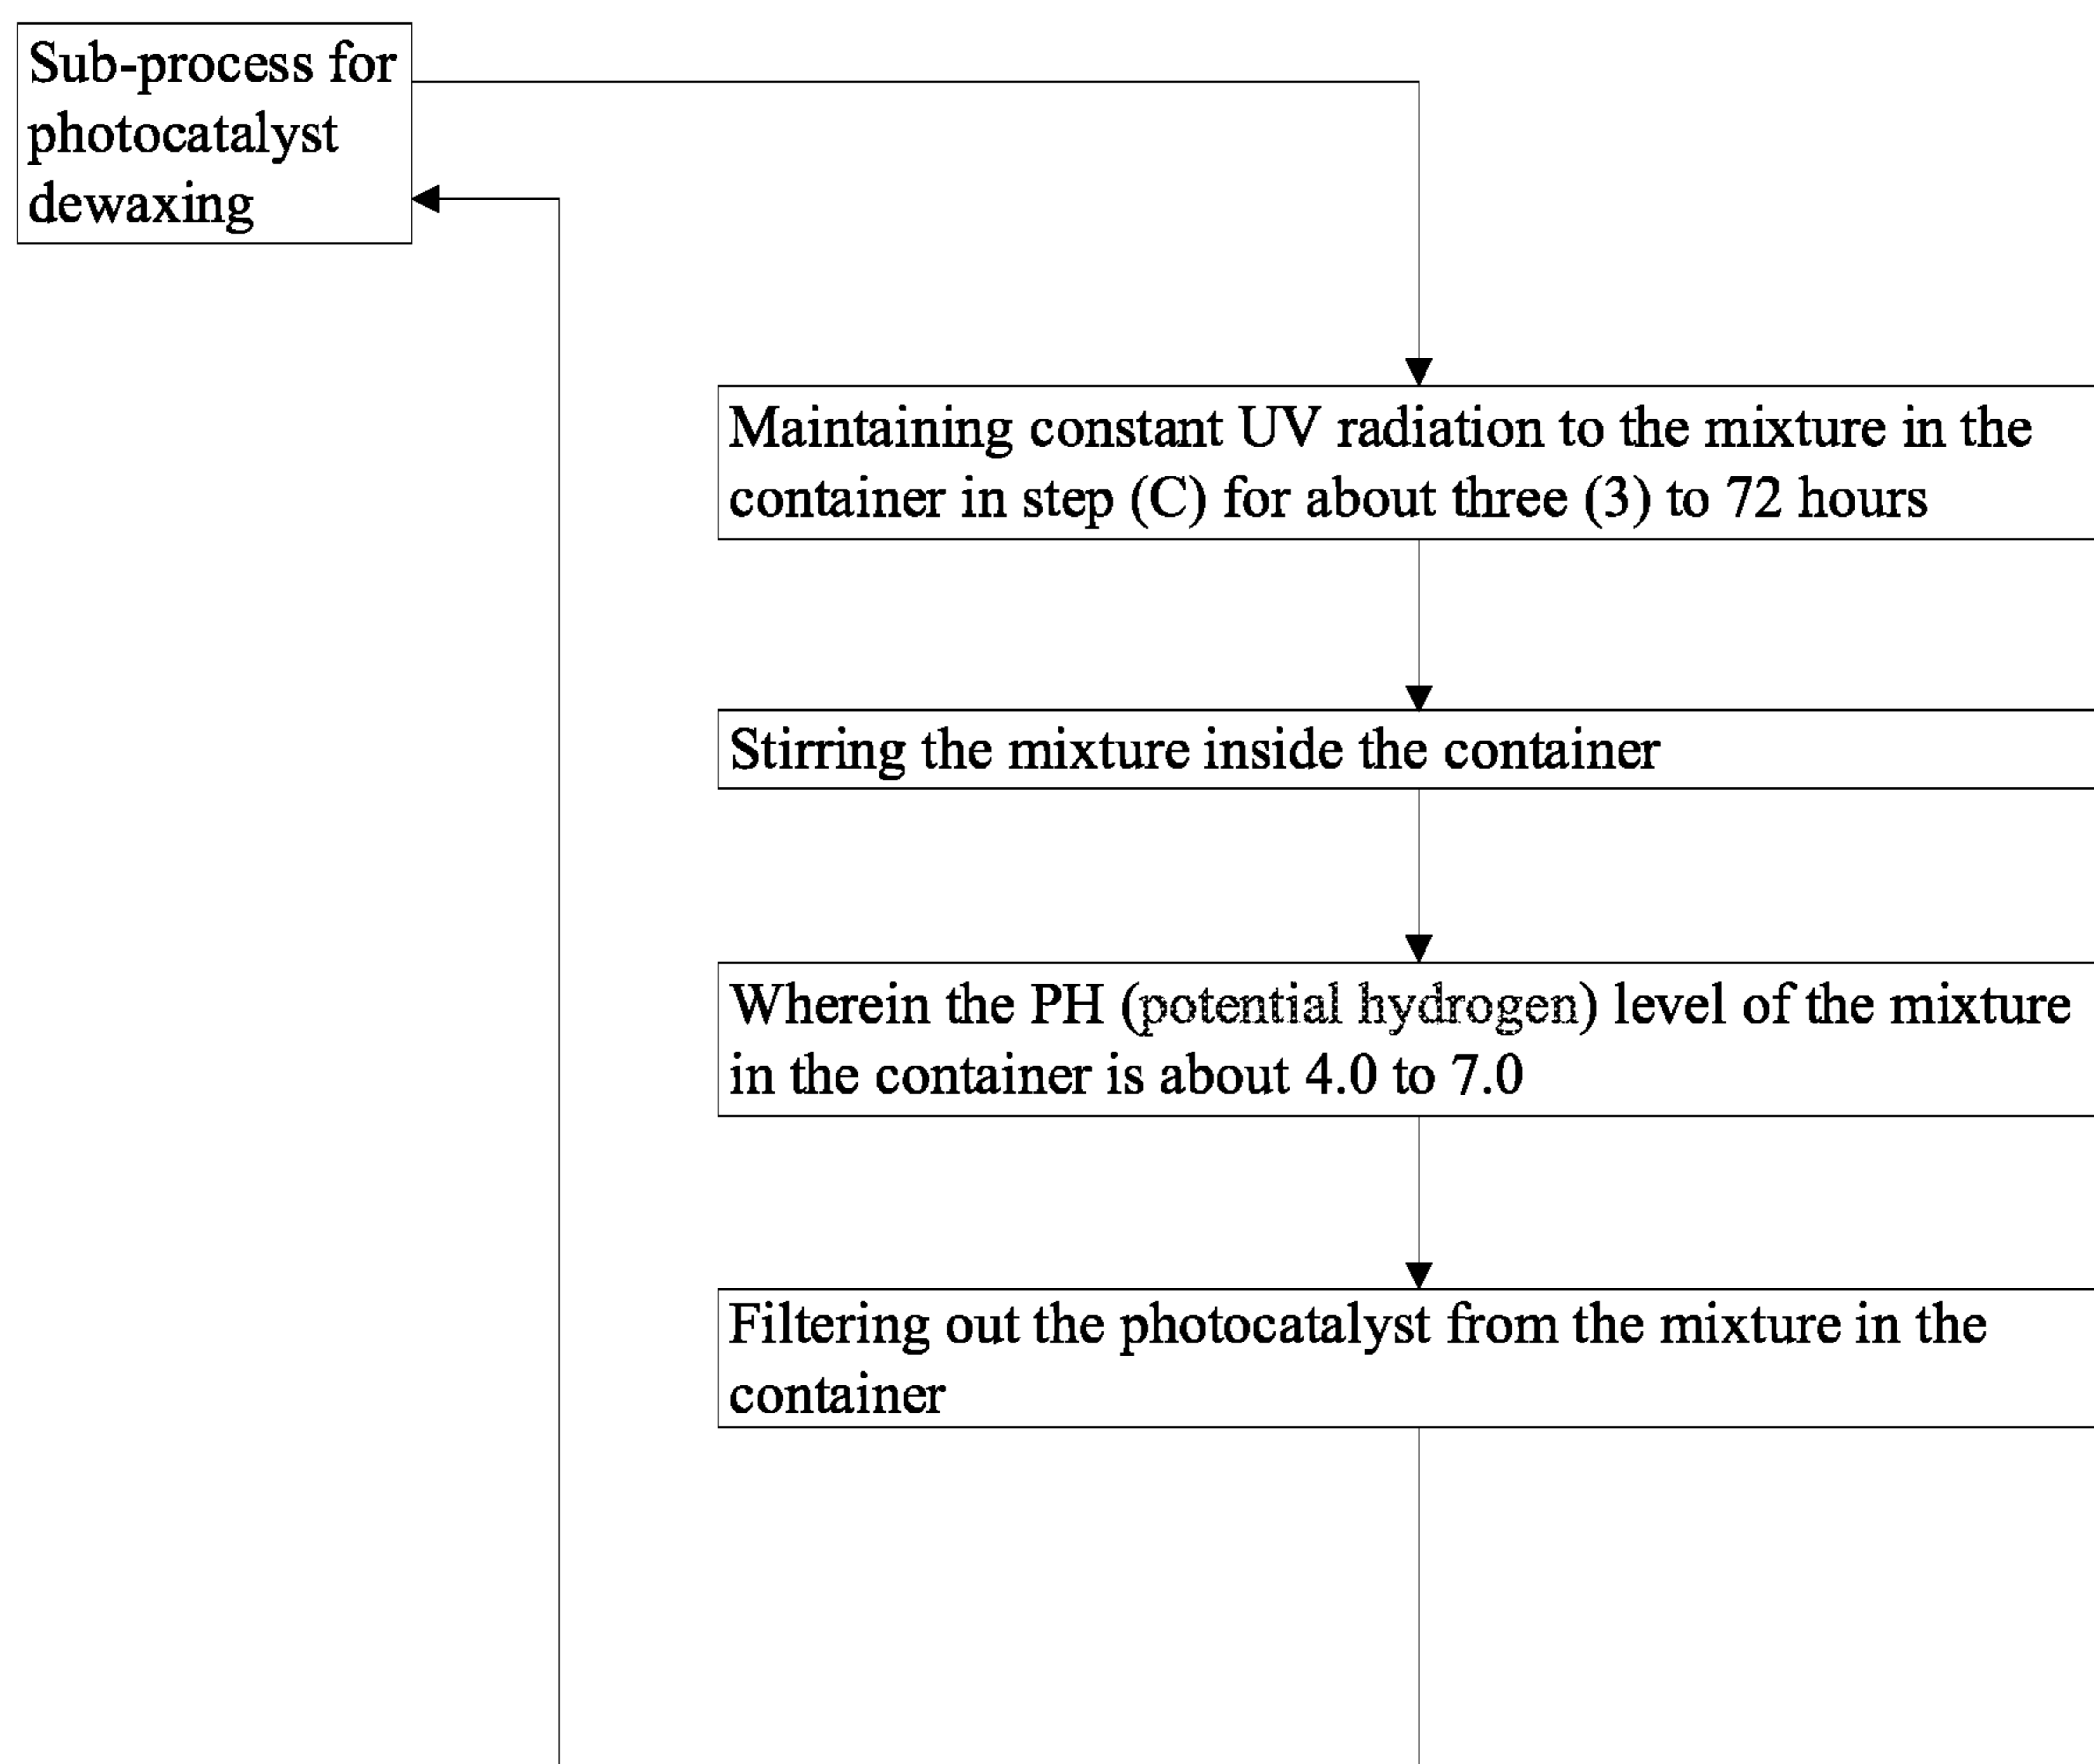 Sub-process for
photocatalyst
dewaxing
Maintaining constant UV radiation to the mixture in the
container in step (C) for about three (3) to 72 hours
Stirring the mixture inside the container
Wherein the PH (potential hydrogen) level of the mixture
in the container is about 4.0 to 7.0
Filtering out the photocatalyst from the mixture in the
container